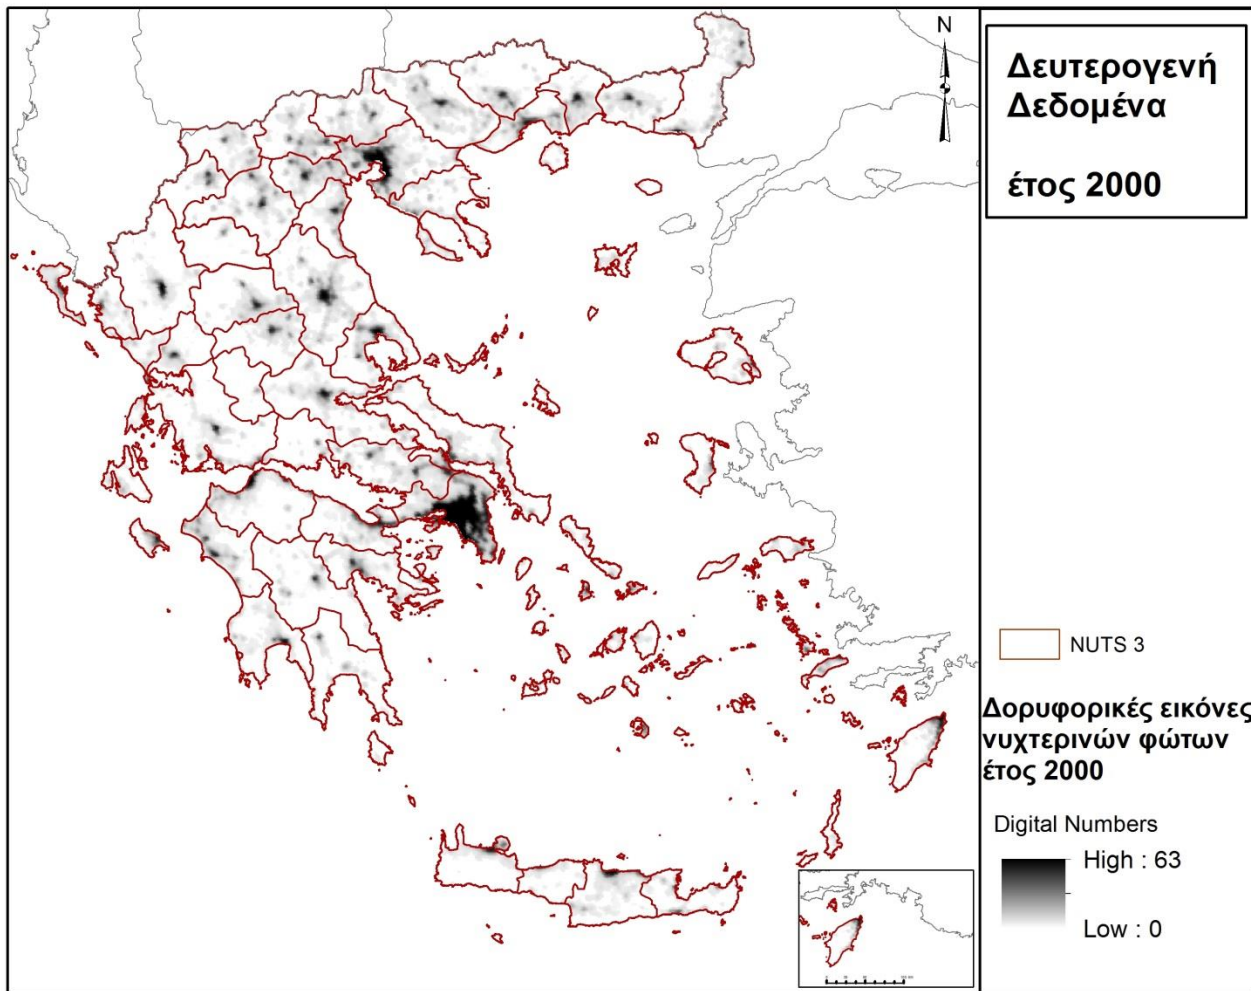 N
Δευτερογενή
Δεδομένα
έτος 2000
NUTS 3
Δορυφορικές εικόνες
νυχτερινών φώτων
έτος 2000
Digital Numbers
High : 63
Low : 0